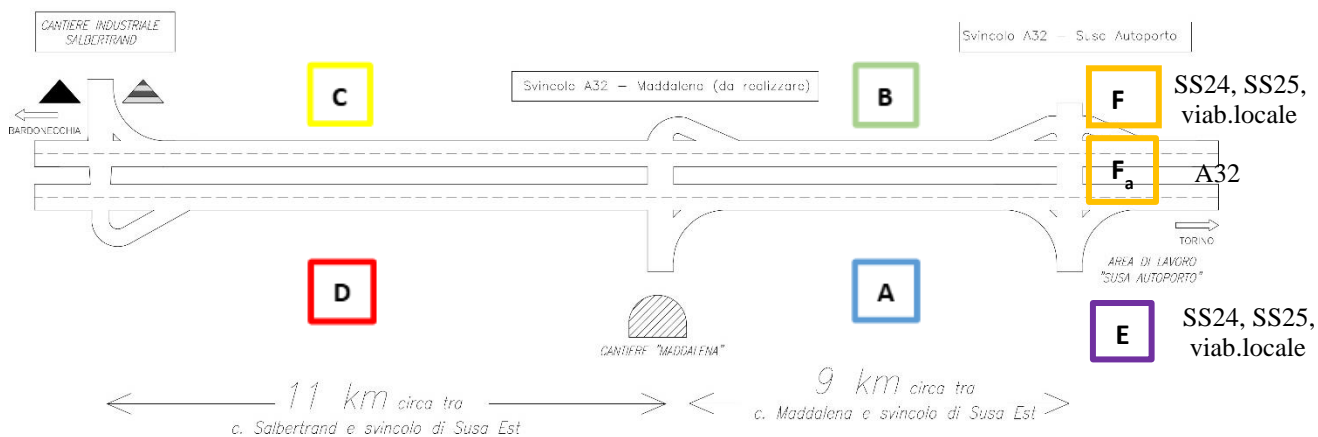 CANTIERE INDUSTRIALE
SALBERTRAND
BARDONECCHIA
C
Svincolo A32 – Maddalena (da realizzare)
B
Svincolo A32 – Susa Autoporto
F
SS24, SS25,
viab.locale
Fa
A32
TORINO
AREA DI LAVORO
"SUSA AUTOPORTO"
D
CANTIERE "MADDALENA"
A
E
SS24, SS25,
viab.locale
11 km circa tra
c. Salbertrand e svincolo di Susa Est
9 km circa tra
c. Maddalena e svincolo di Susa Est